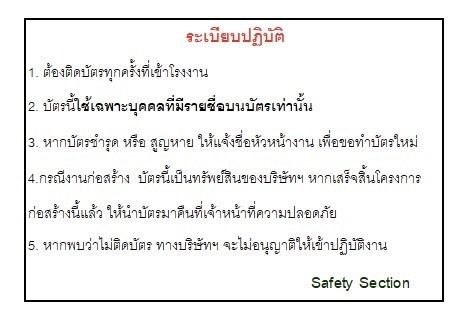 ระเบียบปฏิบัติ
1. ต้องติดบัตรทุกครั้งที่เข้าโรงงาน
2. บัตรนี้ใช้เฉพาะบุคคลที่มีรายชื่อบนบัตรเท่านั้น
3. หากบัตรชำรุด หรือ สูญหาย ให้แจ้งชื่อหัวหน้างาน เพื่อขอทำบัตรใหม่
4.กรณีงานก่อสร้าง บัตรนี้เป็นทรัพย์สินของบริษัทฯ หากเสร็จสิ้นโครงการ
ก่อสร้างนี้แล้ว ให้นำบัตรมาคืนที่เจ้าหน้าที่ความปลอดภัย
5. หากพบว่าไม่ติดบัตร ทางบริษัทฯ จะไม่อนุญาติให้เข้าปฏิบัติงาน
Safety Section